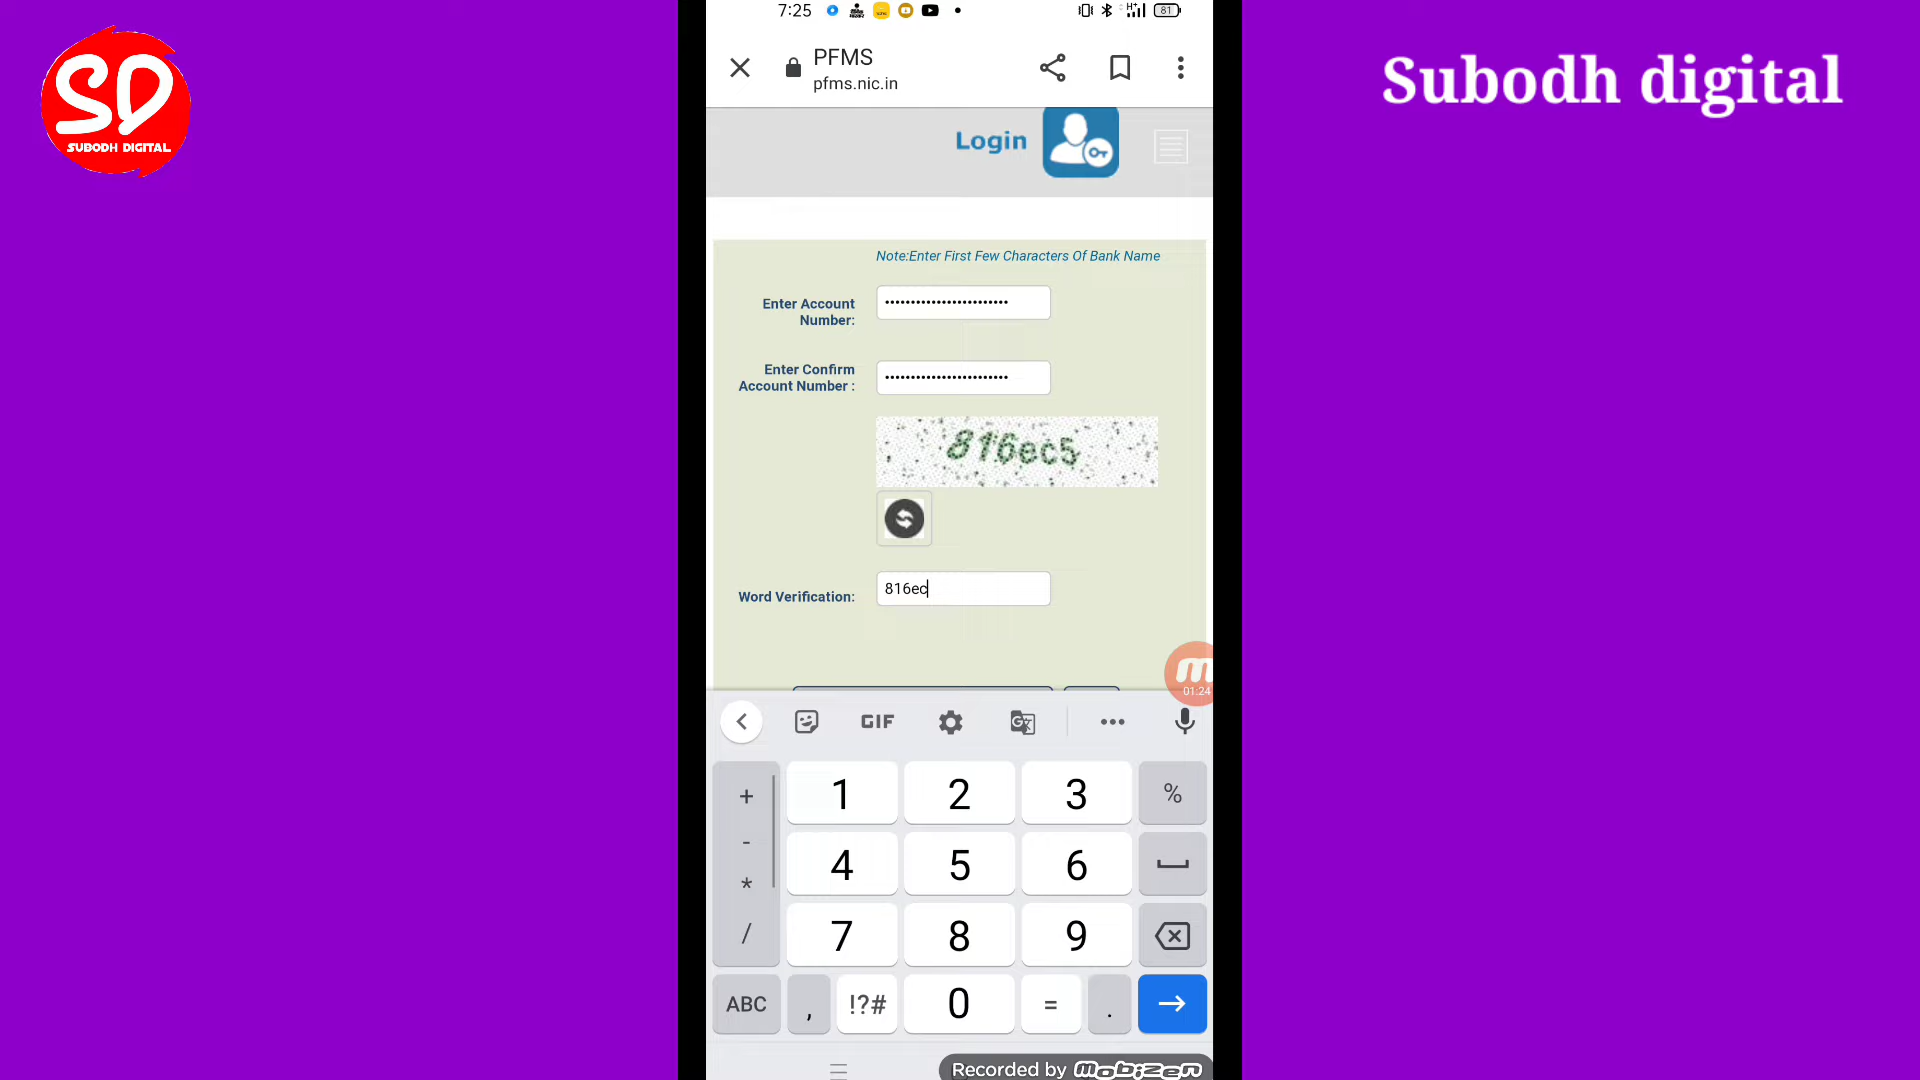 SD
SUBODH DIGITAL
Subodh digital
7:25
H+
81
PFMS
pfms.nic.in
Login
Note:Enter First Few Characters Of Bank Name
Enter Account
Number:
Enter Confirm
Account Number :
816ec5
Word Verification:
816ec
01:24
GIF
+ 1 2 3 %
- 4 5 6
*
/ 7 8 9
ABC , !?# 0 = .
Recorded by mobizen